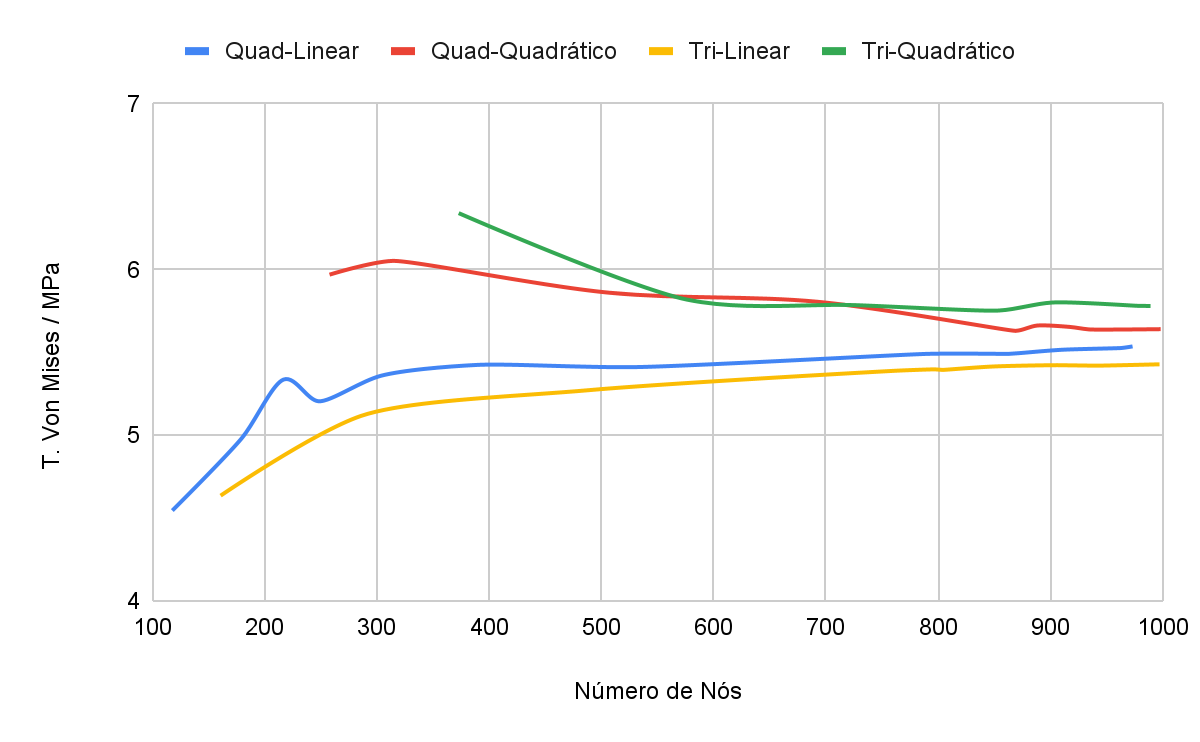 Quad-Linear Quad-Quadrático Tri-Linear Tri-Quadrático
7
6
5
4
T. Von Mises / MPa
100 200 300 400 500 600 700 800 900 1000
Número de Nós